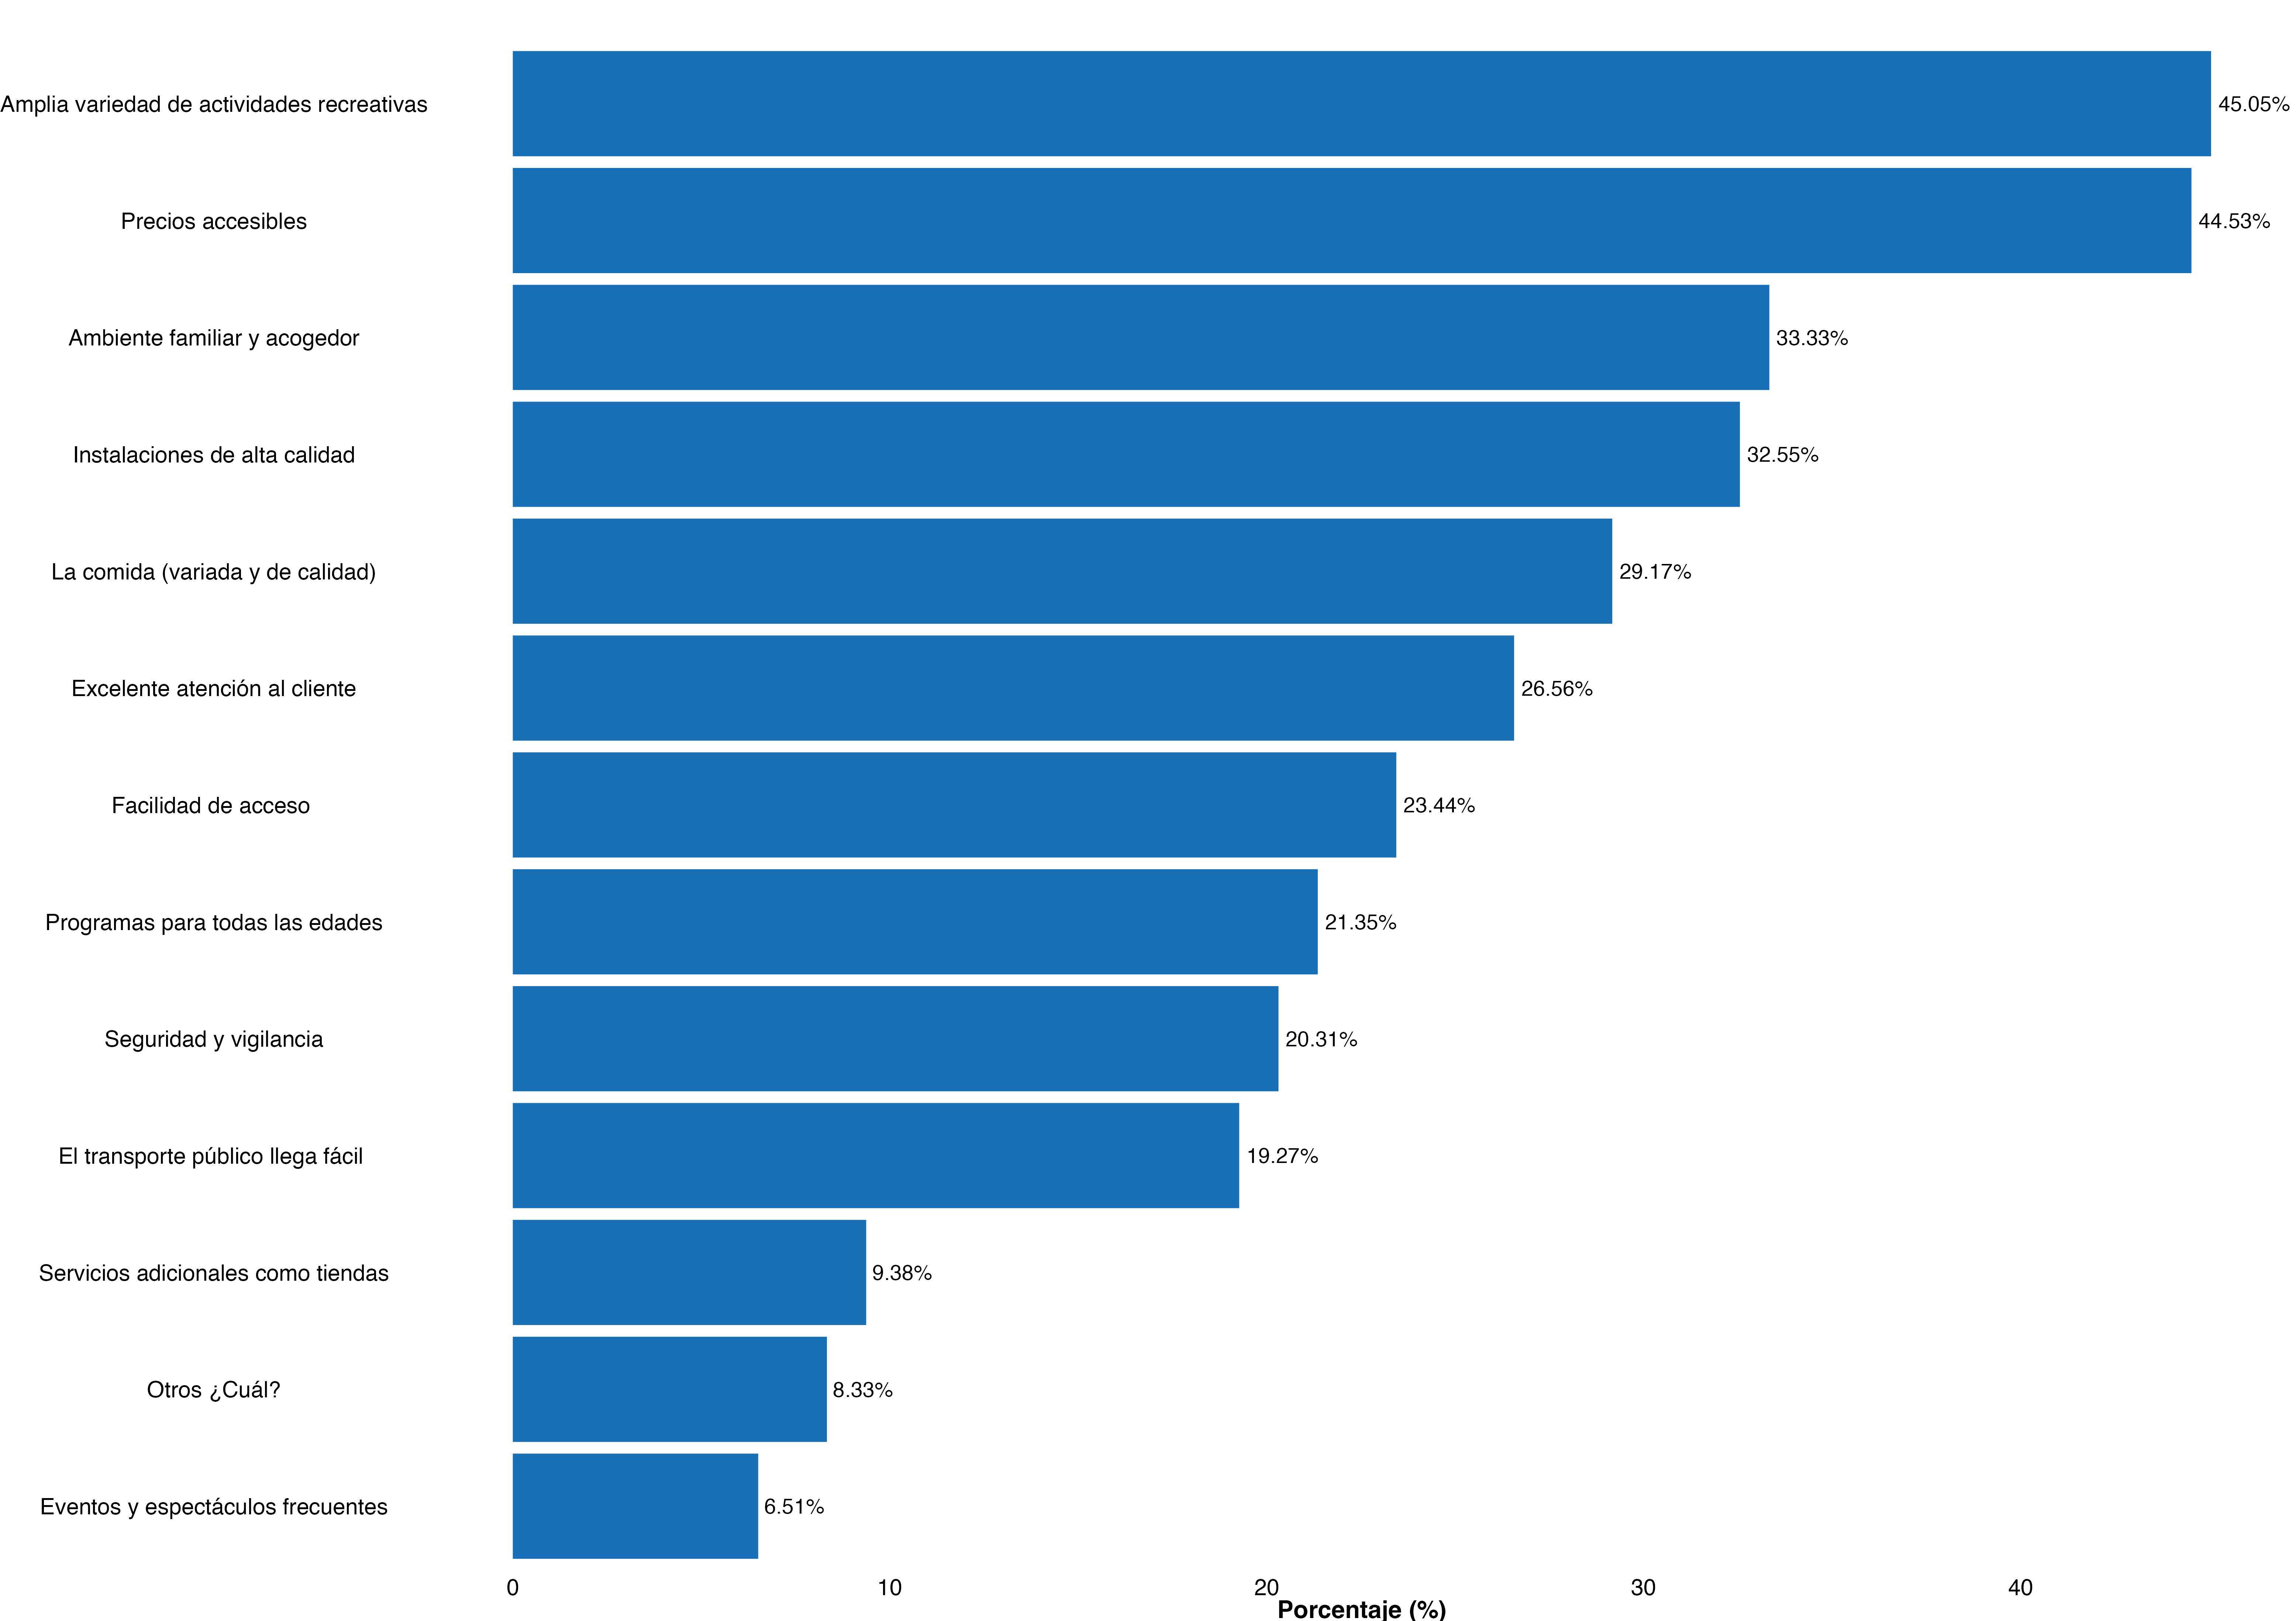 Amplia variedad de actividades recreativas 45.05%
Precios accesibles 44.53%
Ambiente familiar y acogedor 33.33%
Instalaciones de alta calidad 32.55%
La comida (variada y de calidad) 29.17%
Excelente atención al cliente 26.56%
Facilidad de acceso 23.44%
Programas para todas las edades 21.35%
Seguridad y vigilancia 20.31%
El transporte público llega fácil 19.27%
Servicios adicionales como tiendas 9.38%
Otros ¿Cuál? 8.33%
Eventos y espectáculos frecuentes 6.51%
0 10 20 30 40
Porcentaje (%)